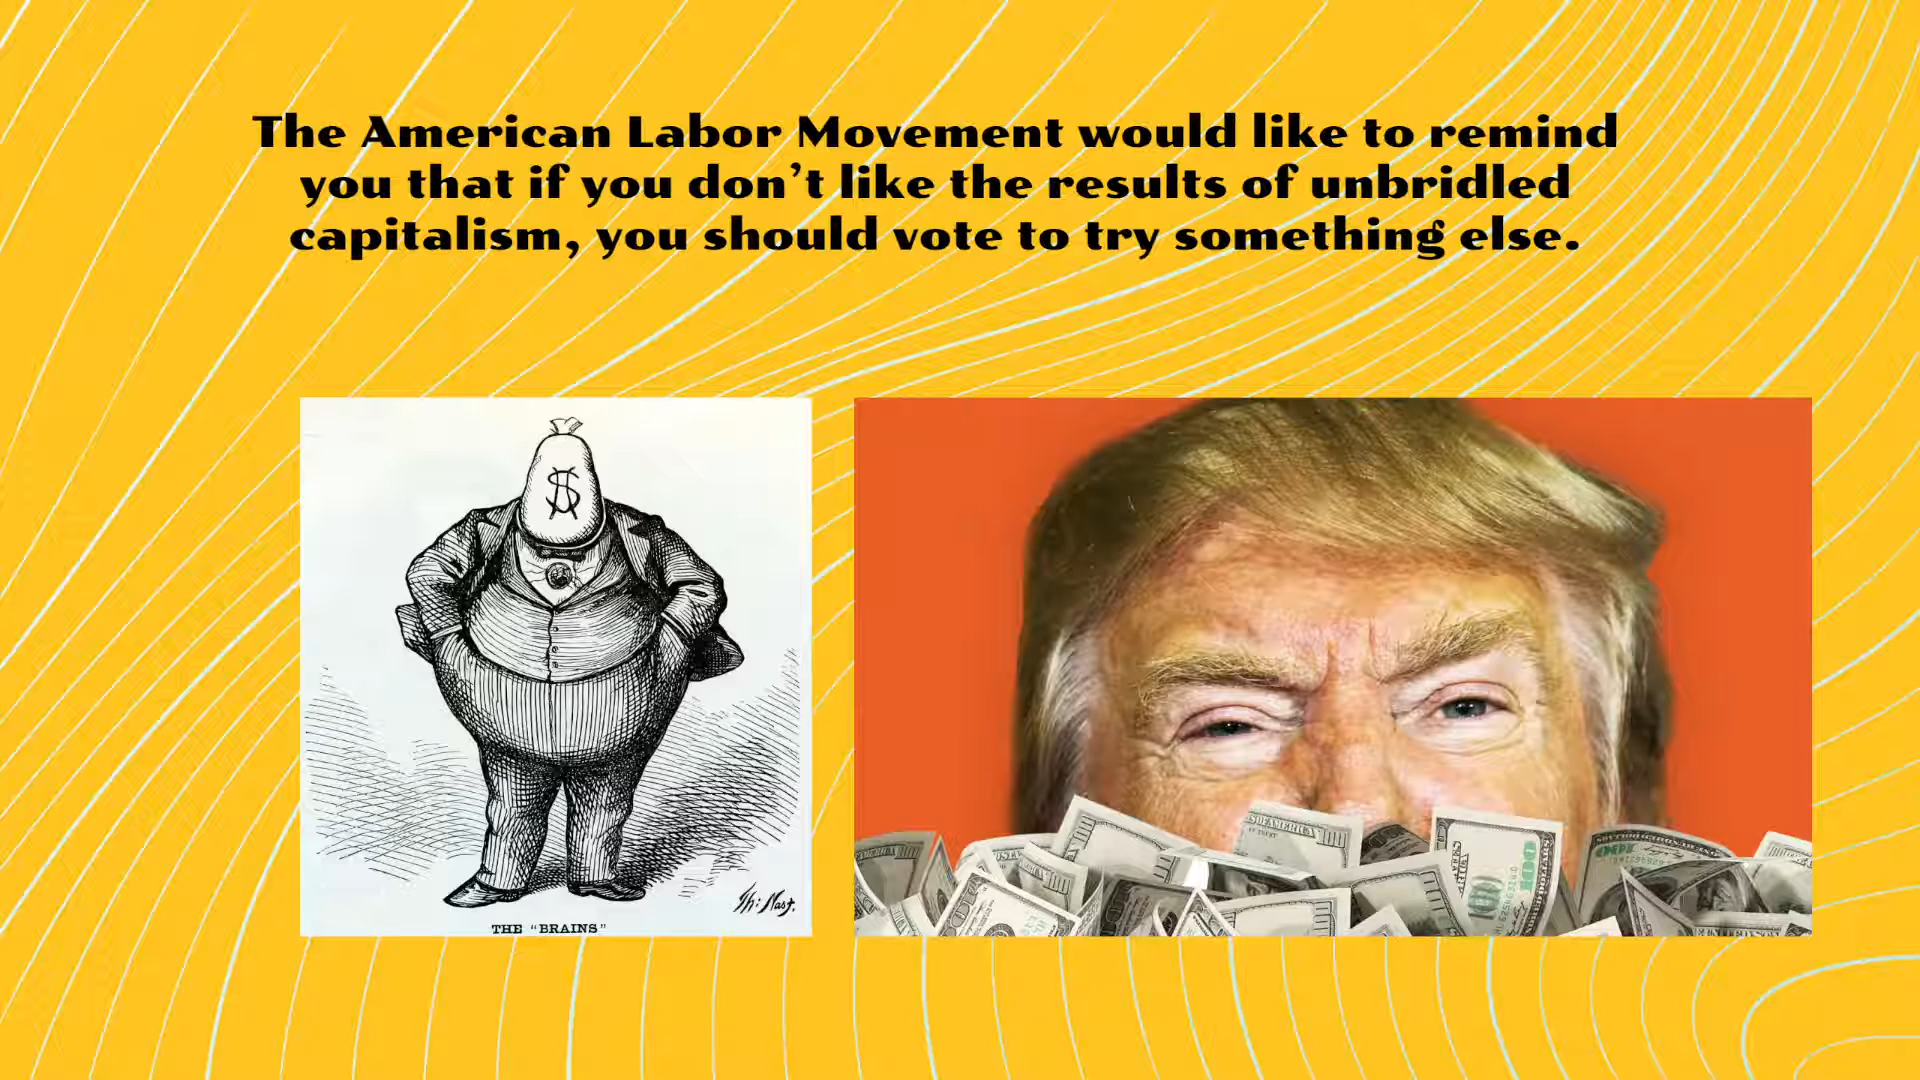 The American Labor Movement would like to remind
you that if you don’t like the results of unbridled
capitalism, you should vote to try something else.
$
Th: Nast.
THE "BRAINS"
100